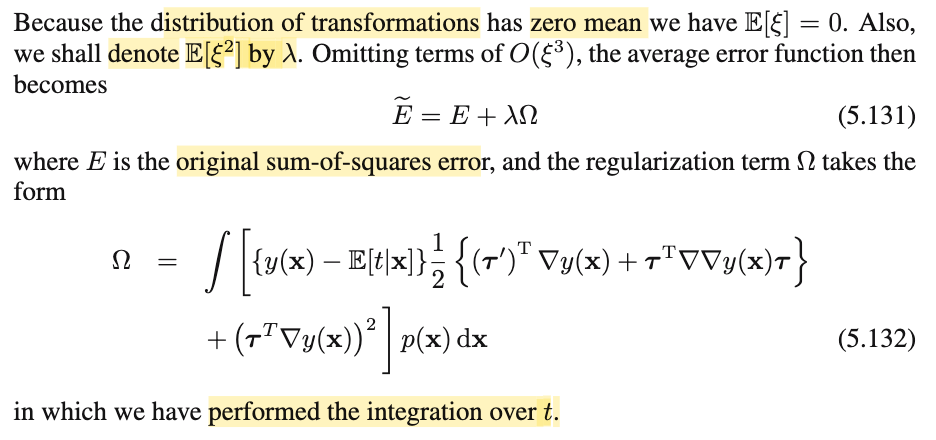 Because the distribution of transformations has zero mean we have 𝔼[ξ] = 0. Also,
we shall denote 𝔼[ξ²] by λ. Omitting terms of O(ξ³), the average error function then
becomes
Ẽ = E + λΩ (5.131)
where E is the original sum-of-squares error, and the regularization term Ω takes the
form
Ω = ∫ [ {y(x) − 𝔼[t|x]} 1/2 { (τ′)ᵀ ∇y(x) + τᵀ∇∇y(x)τ }
+ (τᵀ∇y(x))² ] p(x) dx (5.132)
in which we have performed the integration over t.